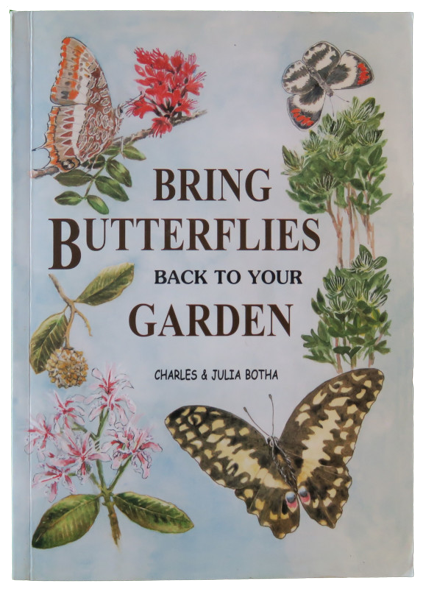 BRING
BUTTERFLIES
BACK TO YOUR
GARDEN
CHARLES & JULIA BOTHA